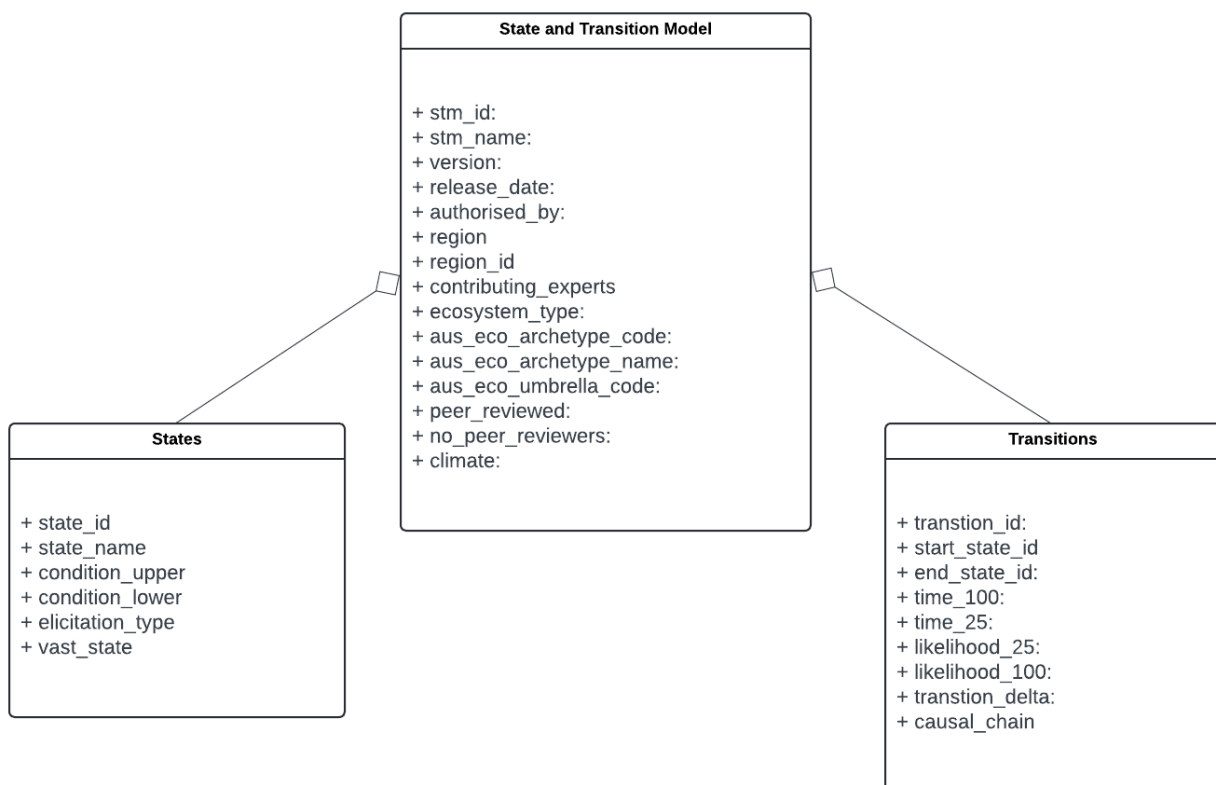 State and Transition Model
+ stm_id:
+ stm_name:
+ version:
+ release_date:
+ authorised_by:
+ region
+ region_id
+ contributing_experts
+ ecosystem_type:
+ aus_eco_archetype_code:
+ aus_eco_archetype_name:
+ aus_eco_umbrella_code:
+ peer_reviewed:
+ no_peer_reviewers:
+ climate:
States
+ state_id
+ state_name
+ condition_upper
+ condition_lower
+ elicitation_type
+ vast_state
Transitions
+ transtion_id:
+ start_state_id
+ end_state_id:
+ time_100:
+ time_25:
+ likelihood_25:
+ likelihood_100:
+ transtion_delta:
+ causal_chain